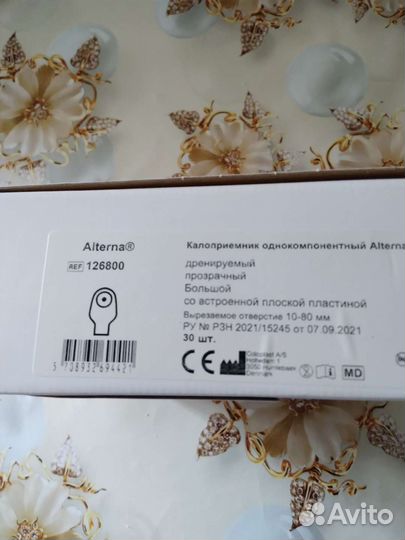 Alterna®
REF 126800
5 708932 694421
Калоприемник однокомпонентный Alterna
дренируемый
прозрачный
Большой
со встроенной плоской пластиной
Вырезаемое отверстие 10-80 мм
РУ № РЗН 2021/15245 от 07.09.2021
30 шт.
CE
Coloplast A/S
Holtedam 1
3050 Humlebaek
Denmark
MD
Avito